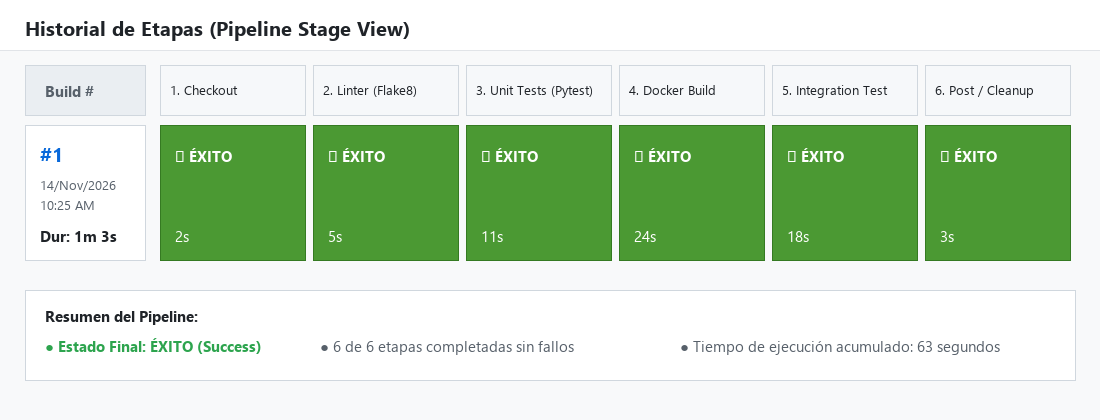 Historial de Etapas (Pipeline Stage View)
Build #
1. Checkout
2. Linter (Flake8)
3. Unit Tests (Pytest)
4. Docker Build
5. Integration Test
6. Post / Cleanup
#1
14/Nov/2026
10:25 AM
Dur: 1m 3s
▯ ÉXITO
2s
▯ ÉXITO
5s
▯ ÉXITO
11s
▯ ÉXITO
24s
▯ ÉXITO
18s
▯ ÉXITO
3s
Resumen del Pipeline:
● Estado Final: ÉXITO (Success)
● 6 de 6 etapas completadas sin fallos
● Tiempo de ejecución acumulado: 63 segundos